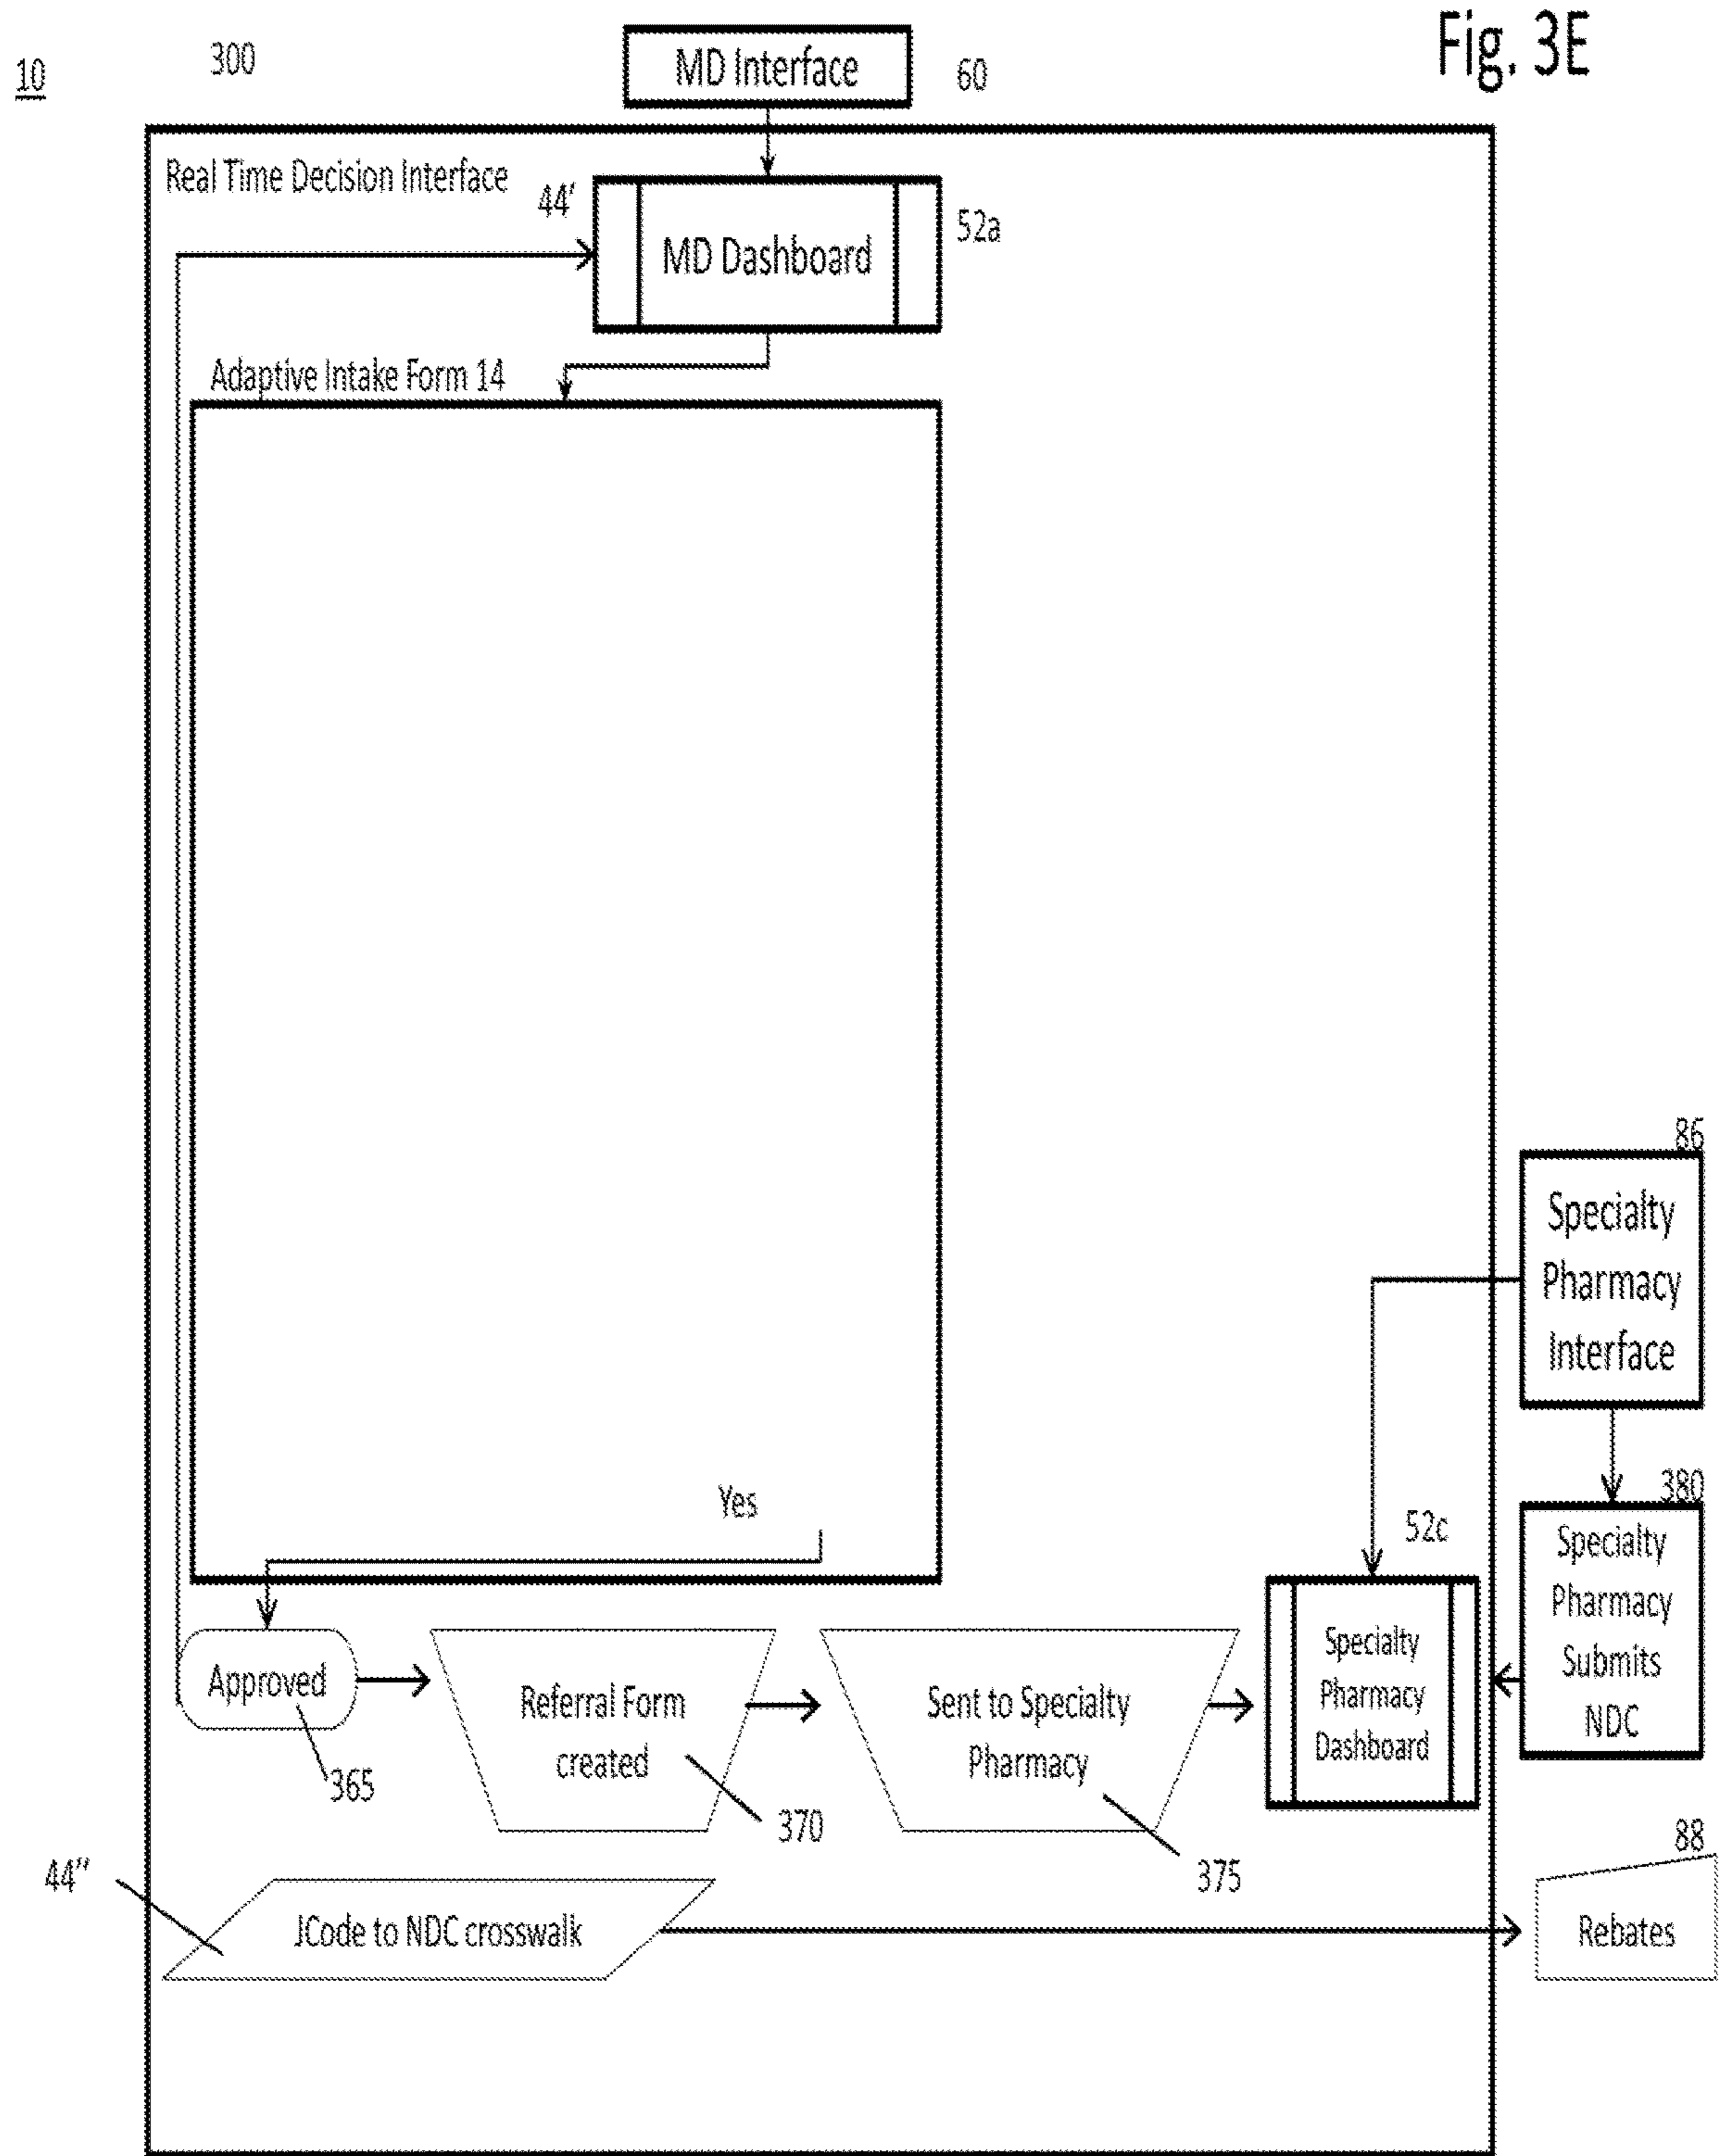 Fig. 3E
10
300
MD Interface
60
Real Time Decision Interface
44'
MD Dashboard
52a
Adaptive Intake Form 14
86
Specialty
Pharmacy
Interface
Yes
52c
380
Specialty
Pharmacy
Submits
NDC
Approved
365
Referral Form
created
370
Sent to Specialty
Pharmacy
375
Specialty
Pharmacy
Dashboard
44"
JCode to NDC crosswalk
88
Rebates